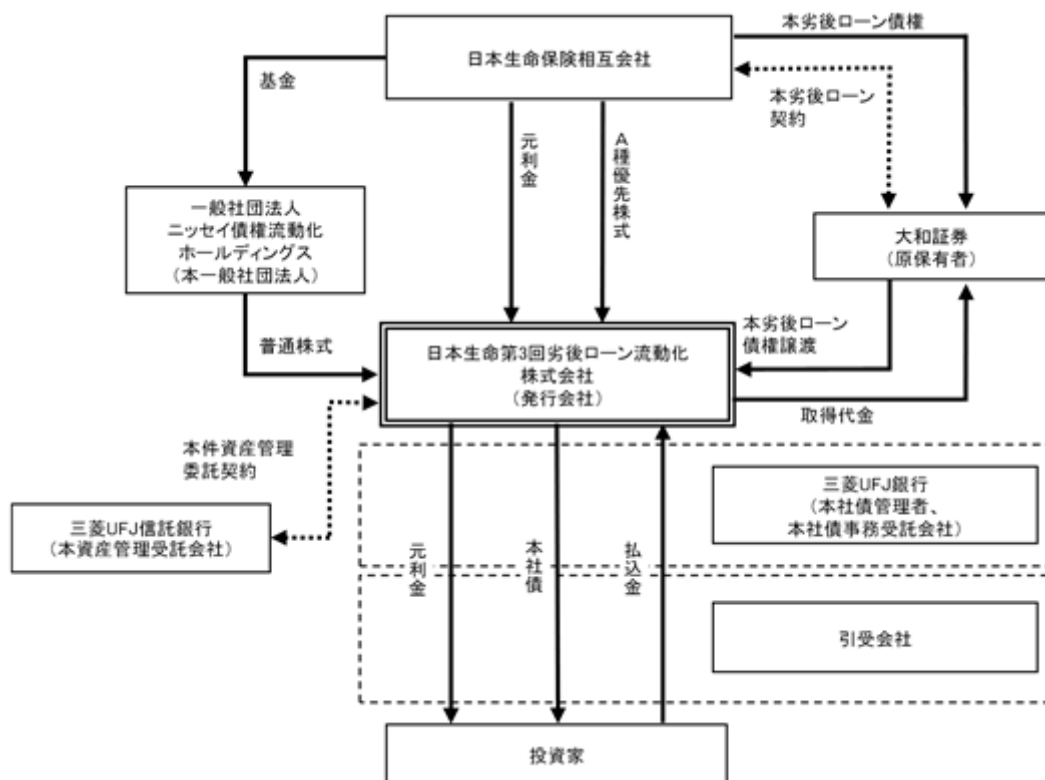 本劣後ローン債権
日本生命保険相互会社
基金
本劣後ローン
契約
元利金
A種優先株式
一般社団法人
ニッセイ債権流動化
ホールディングス
(本一般社団法人)
大和証券
(原保有者)
普通株式
日本生命第3回劣後ローン流動化
株式会社
(発行会社)
本劣後ローン
債権譲渡
取得代金
本件資産管理
委託契約
三菱UFJ銀行
(本社債管理者、
本社債事務受託会社)
三菱UFJ信託銀行
(本資産管理受託会社)
元利金
本社債
払込金
引受会社
投資家